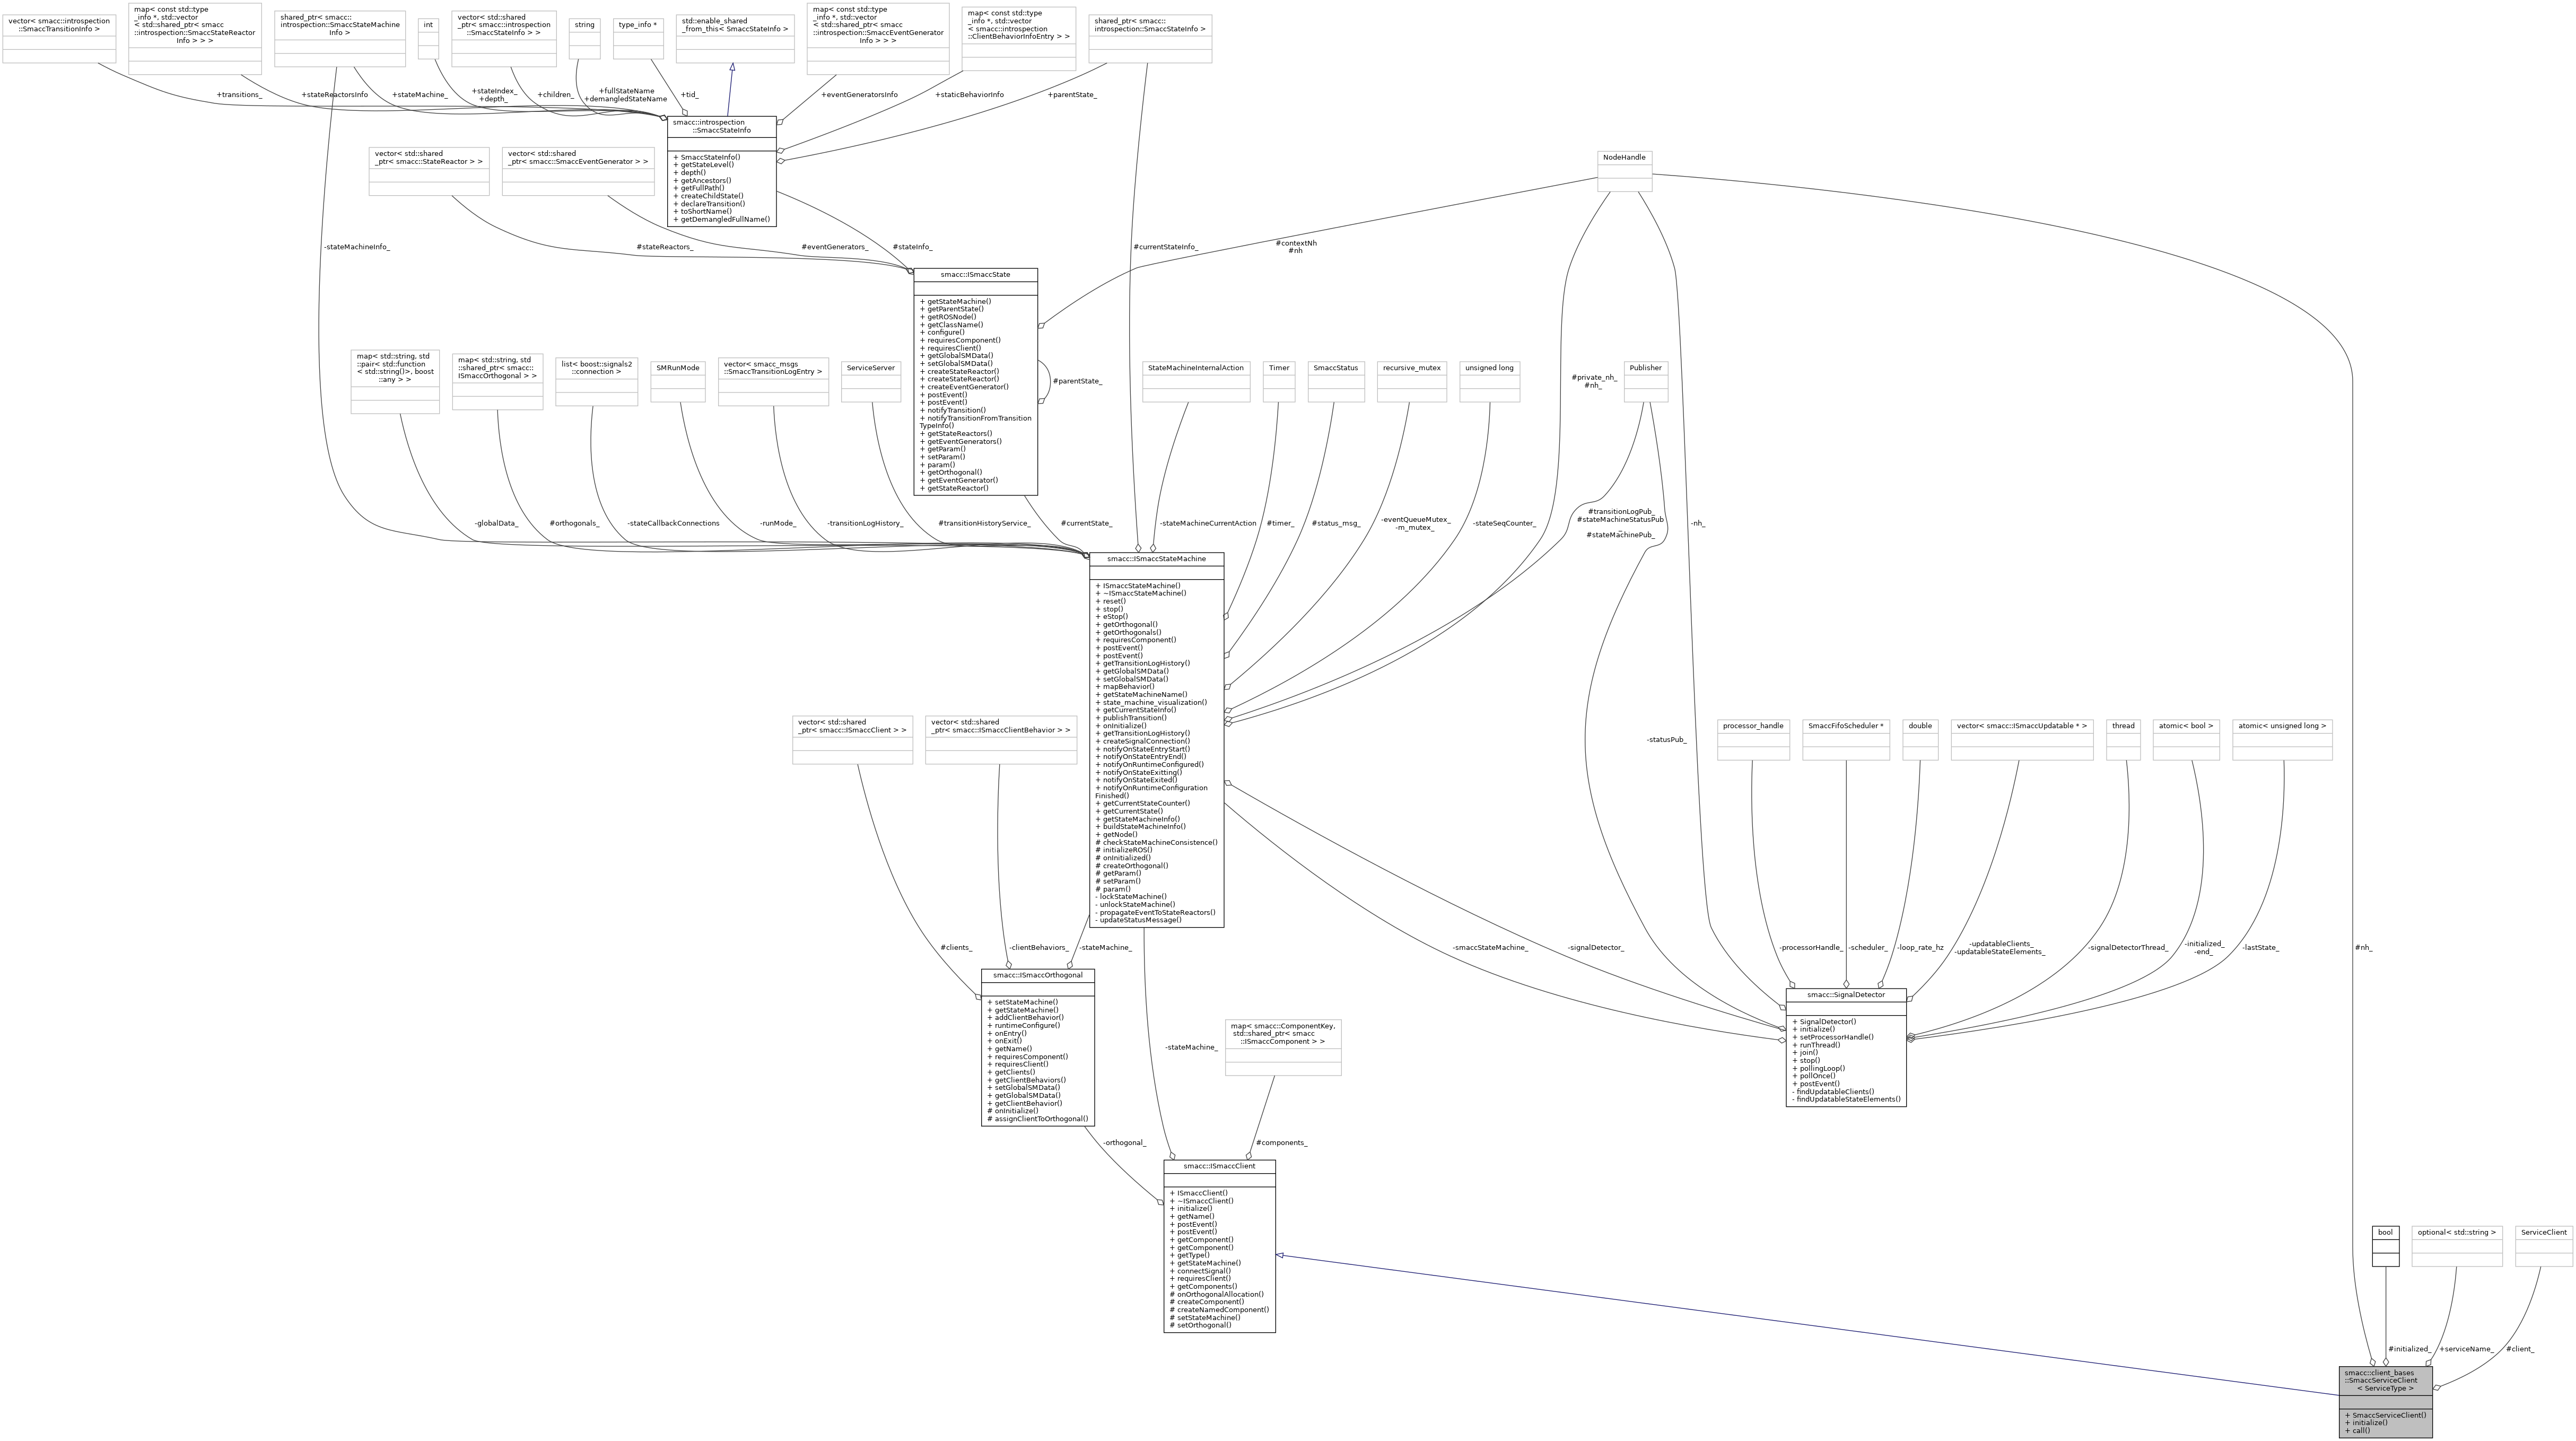 vector< smacc::introspection
::SmaccTransitionInfo >
map< const std::type
_info *, std::vector
< std::shared_ptr< smacc
::introspection::SmaccStateReactor
Info > > >
shared_ptr< smacc::
introspection::SmaccStateMachine
Info >
int
vector< std::shared
_ptr< smacc::introspection
::SmaccStateInfo > >
string
type_info *
std::enable_shared
_from_this< SmaccStateInfo >
map< const std::type
_info *, std::vector
< std::shared_ptr< smacc
::introspection::SmaccEventGenerator
Info > > >
map< const std::type
_info *, std::vector
< smacc::introspection
::ClientBehaviorInfoEntry > >
shared_ptr< smacc::
introspection::SmaccStateInfo >
+transitions_
+stateReactorsInfo
+stateMachine_
+stateIndex_
+depth_
+children_
+fullStateName
+demangledStateName
+tid_
+eventGeneratorsInfo
+staticBehaviorInfo
+parentState_
smacc::introspection
::SmaccStateInfo
+ SmaccStateInfo()
+ getStateLevel()
+ depth()
+ getAncestors()
+ getFullPath()
+ createChildState()
+ declareTransition()
+ toShortName()
+ getDemangledFullName()
vector< std::shared
_ptr< smacc::StateReactor > >
vector< std::shared
_ptr< smacc::SmaccEventGenerator > >
NodeHandle
-stateMachineInfo_
#stateReactors_
#eventGenerators_
#stateInfo_
#currentStateInfo_
#contextNh
#nh
smacc::ISmaccState
+ getStateMachine()
+ getParentState()
+ getROSNode()
+ getClassName()
+ configure()
+ requiresComponent()
+ requiresClient()
+ getGlobalSMData()
+ setGlobalSMData()
+ createStateReactor()
+ createStateReactor()
+ createEventGenerator()
+ postEvent()
+ postEvent()
+ notifyTransition()
+ notifyTransitionFromTransition
TypeInfo()
+ getStateReactors()
+ getEventGenerators()
+ getParam()
+ setParam()
+ param()
+ getOrthogonal()
+ getEventGenerator()
+ getStateReactor()
#parentState_
map< std::string, std
::pair< std::function
< std::string()>, boost
::any > >
map< std::string, std
::shared_ptr< smacc::
ISmaccOrthogonal > >
list< boost::signals2
::connection >
SMRunMode
vector< smacc_msgs
::SmaccTransitionLogEntry >
ServiceServer
StateMachineInternalAction
Timer
SmaccStatus
recursive_mutex
unsigned long
#private_nh_
#nh_
Publisher
-globalData_
#orthogonals_
-stateCallbackConnections
-runMode_
-transitionLogHistory_
#transitionHistoryService_
#currentState_
-stateMachineCurrentAction
#timer_
#status_msg_
-eventQueueMutex_
-m_mutex_
-stateSeqCounter_
#transitionLogPub_
#stateMachineStatusPub
_
#stateMachinePub_
-nh_
smacc::ISmaccStateMachine
+ ISmaccStateMachine()
+ ~ISmaccStateMachine()
+ reset()
+ stop()
+ eStop()
+ getOrthogonal()
+ getOrthogonals()
+ requiresComponent()
+ postEvent()
+ postEvent()
+ getTransitionLogHistory()
+ getGlobalSMData()
+ setGlobalSMData()
+ mapBehavior()
+ getStateMachineName()
+ state_machine_visualization()
+ getCurrentStateInfo()
+ publishTransition()
+ onInitialize()
+ getTransitionLogHistory()
+ createSignalConnection()
+ notifyOnStateEntryStart()
+ notifyOnStateEntryEnd()
+ notifyOnRuntimeConfigured()
+ notifyOnStateExitting()
+ notifyOnStateExited()
+ notifyOnRuntimeConfiguration
Finished()
+ getCurrentStateCounter()
+ getCurrentState()
+ getStateMachineInfo()
+ buildStateMachineInfo()
+ getNode()
# checkStateMachineConsistence()
# initializeROS()
# onInitialized()
# createOrthogonal()
# getParam()
# setParam()
# param()
- lockStateMachine()
- unlockStateMachine()
- propagateEventToStateReactors()
- updateStatusMessage()
vector< std::shared
_ptr< smacc::ISmaccClient > >
vector< std::shared
_ptr< smacc::ISmaccClientBehavior > >
-statusPub_
processor_handle
SmaccFifoScheduler *
double
vector< smacc::ISmaccUpdatable * >
thread
atomic< bool >
atomic< unsigned long >
#clients_
-clientBehaviors_
-stateMachine_
-smaccStateMachine_
-signalDetector_
-processorHandle_
-scheduler_
-loop_rate_hz
-updatableClients_
-updatableStateElements_
-signalDetectorThread_
-initialized_
-end_
-lastState_
#nh_
smacc::ISmaccOrthogonal
+ setStateMachine()
+ getStateMachine()
+ addClientBehavior()
+ runtimeConfigure()
+ onEntry()
+ onExit()
+ getName()
+ requiresComponent()
+ requiresClient()
+ getClients()
+ getClientBehaviors()
+ setGlobalSMData()
+ getGlobalSMData()
+ getClientBehavior()
# onInitialize()
# assignClientToOrthogonal()
smacc::SignalDetector
+ SignalDetector()
+ initialize()
+ setProcessorHandle()
+ runThread()
+ join()
+ stop()
+ pollingLoop()
+ pollOnce()
+ postEvent()
- findUpdatableClients()
- findUpdatableStateElements()
-stateMachine_
map< smacc::ComponentKey,
std::shared_ptr< smacc
::ISmaccComponent > >
-orthogonal_
#components_
smacc::ISmaccClient
+ ISmaccClient()
+ ~ISmaccClient()
+ initialize()
+ getName()
+ postEvent()
+ postEvent()
+ getComponent()
+ getComponent()
+ getType()
+ getStateMachine()
+ connectSignal()
+ requiresClient()
+ getComponents()
# onOrthogonalAllocation()
# createComponent()
# createNamedComponent()
# setStateMachine()
# setOrthogonal()
bool
optional< std::string >
ServiceClient
#initialized_
+serviceName_
#client_
smacc::client_bases
::SmaccServiceClient
< ServiceType >
+ SmaccServiceClient()
+ initialize()
+ call()